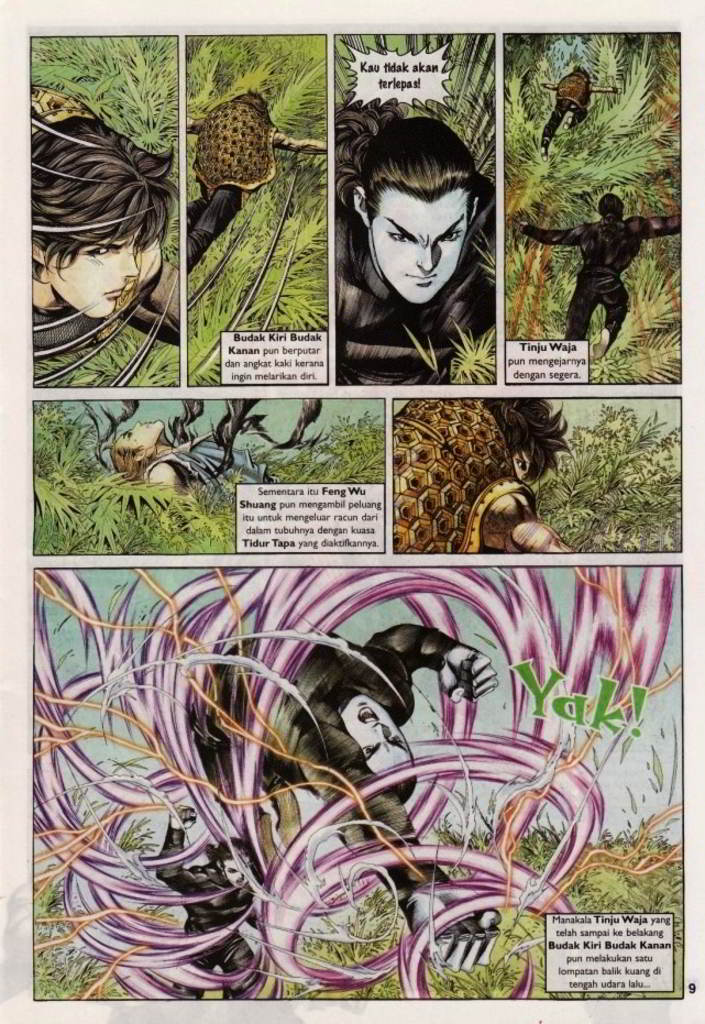 Kau tidak akan
terlepas!
Budak Kiri Budak
Kanan pun berputar
dan angkat kaki kerana
ingin melarikan diri.
Tinju Waja
pun mengejarnya
dengan segera.
Sementara itu Feng Wu
Shuang pun mengambil peluang
itu untuk mengeluar racun dari
dalam tubuhnya dengan kuasa
Tidur Tapa yang diaktifkannya.
Yak!
Manakala Tinju Waja yang
telah sampai ke belakang
Budak Kiri Budak Kanan
pun melakukan satu
lompatan balik kuang di
tengah udara lalu...
9